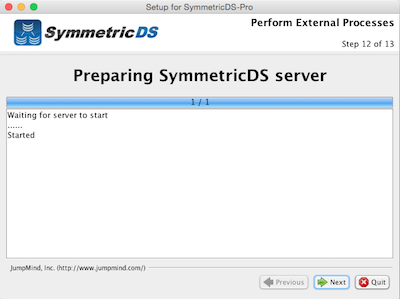 Setup for SymmetricDS-Pro
SymmetricDS
Perform External Processes
Step 12 of 13
Preparing SymmetricDS server
1 / 1
Waiting for server to start
......
Started
JumpMind, Inc. (http://www.jumpmind.com/)
Previous
Next
Quit